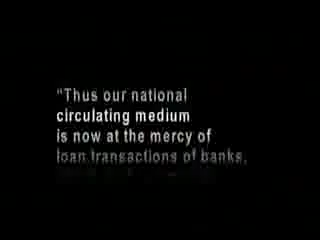 "Thus our national
circulating medium
is now at the mercy of
loan transactions of banks,